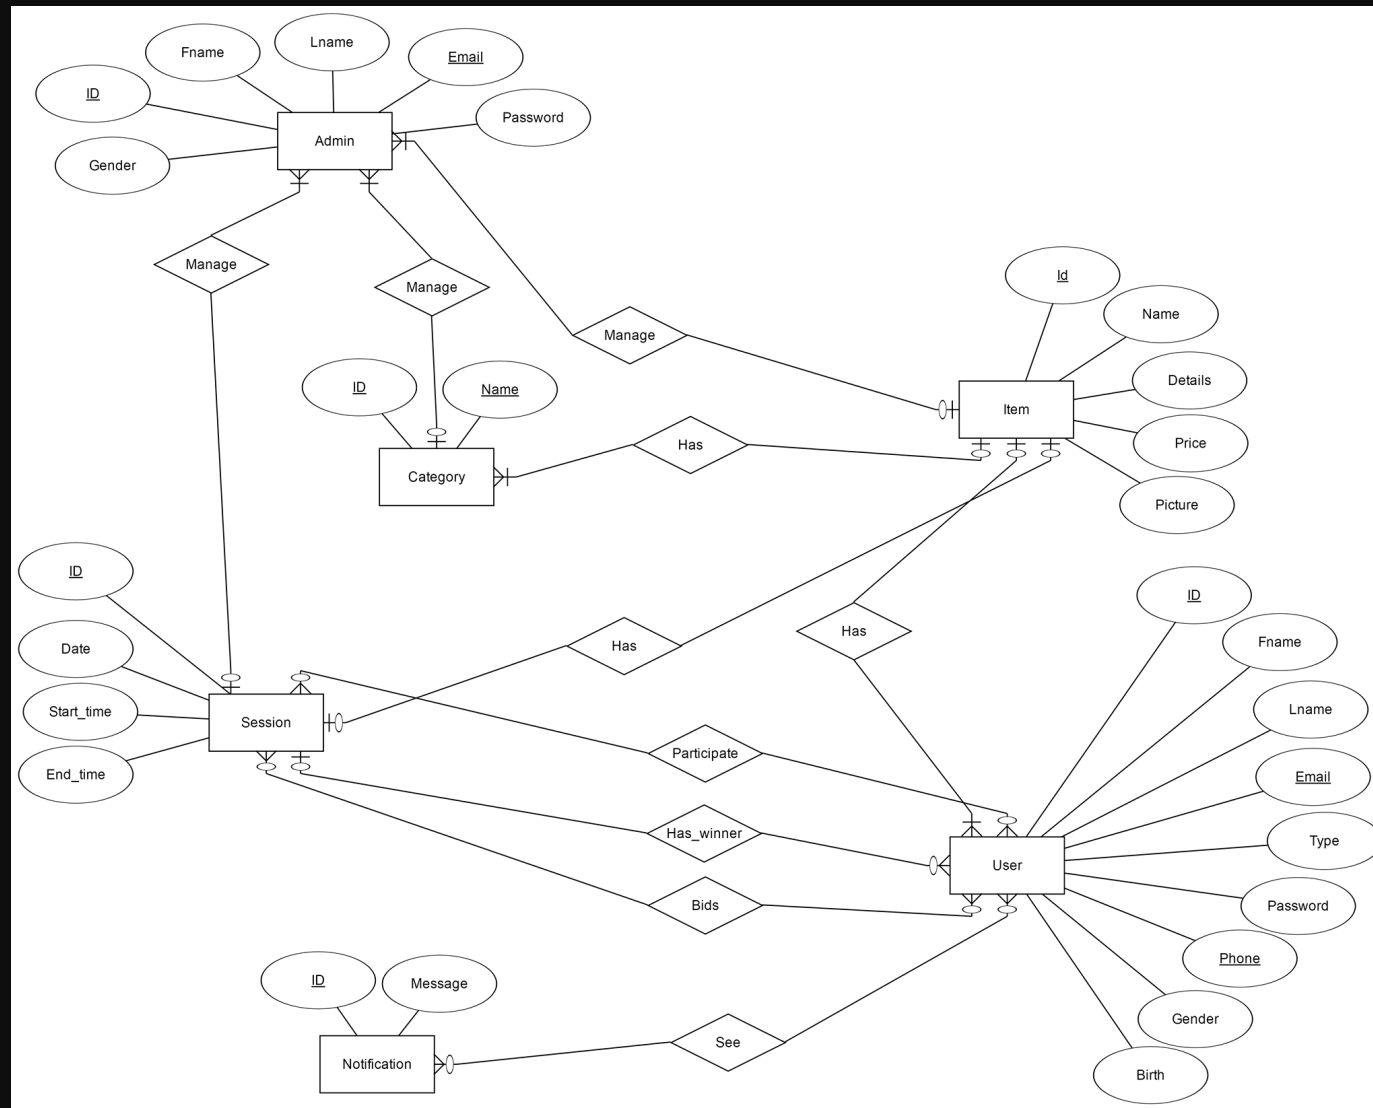 Lname
Fname
Email
ID
Password
Admin
Gender
Manage
Manage
Id
Name
Manage
Details
ID
Name
Item
Price
Has
Category
Picture
ID
ID
Has
Fname
Has
Date
Lname
Start_time
Session
Participate
End_time
Email
Has_winner
Type
User
Bids
Password
Phone
ID
Message
Gender
See
Notification
Birth